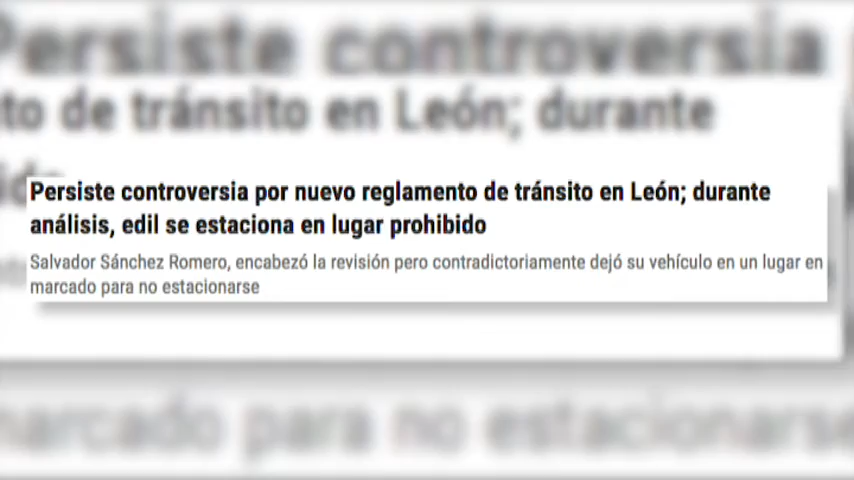 Persiste controversia
to de tránsito en León; durante
Persiste controversia por nuevo reglamento de tránsito en León; durante
análisis, edil se estaciona en lugar prohibido
Salvador Sánchez Romero, encabezó la revisión pero contradictoriamente dejó su vehículo en un lugar en
marcado para no estacionarse
marcado para no estacionarse